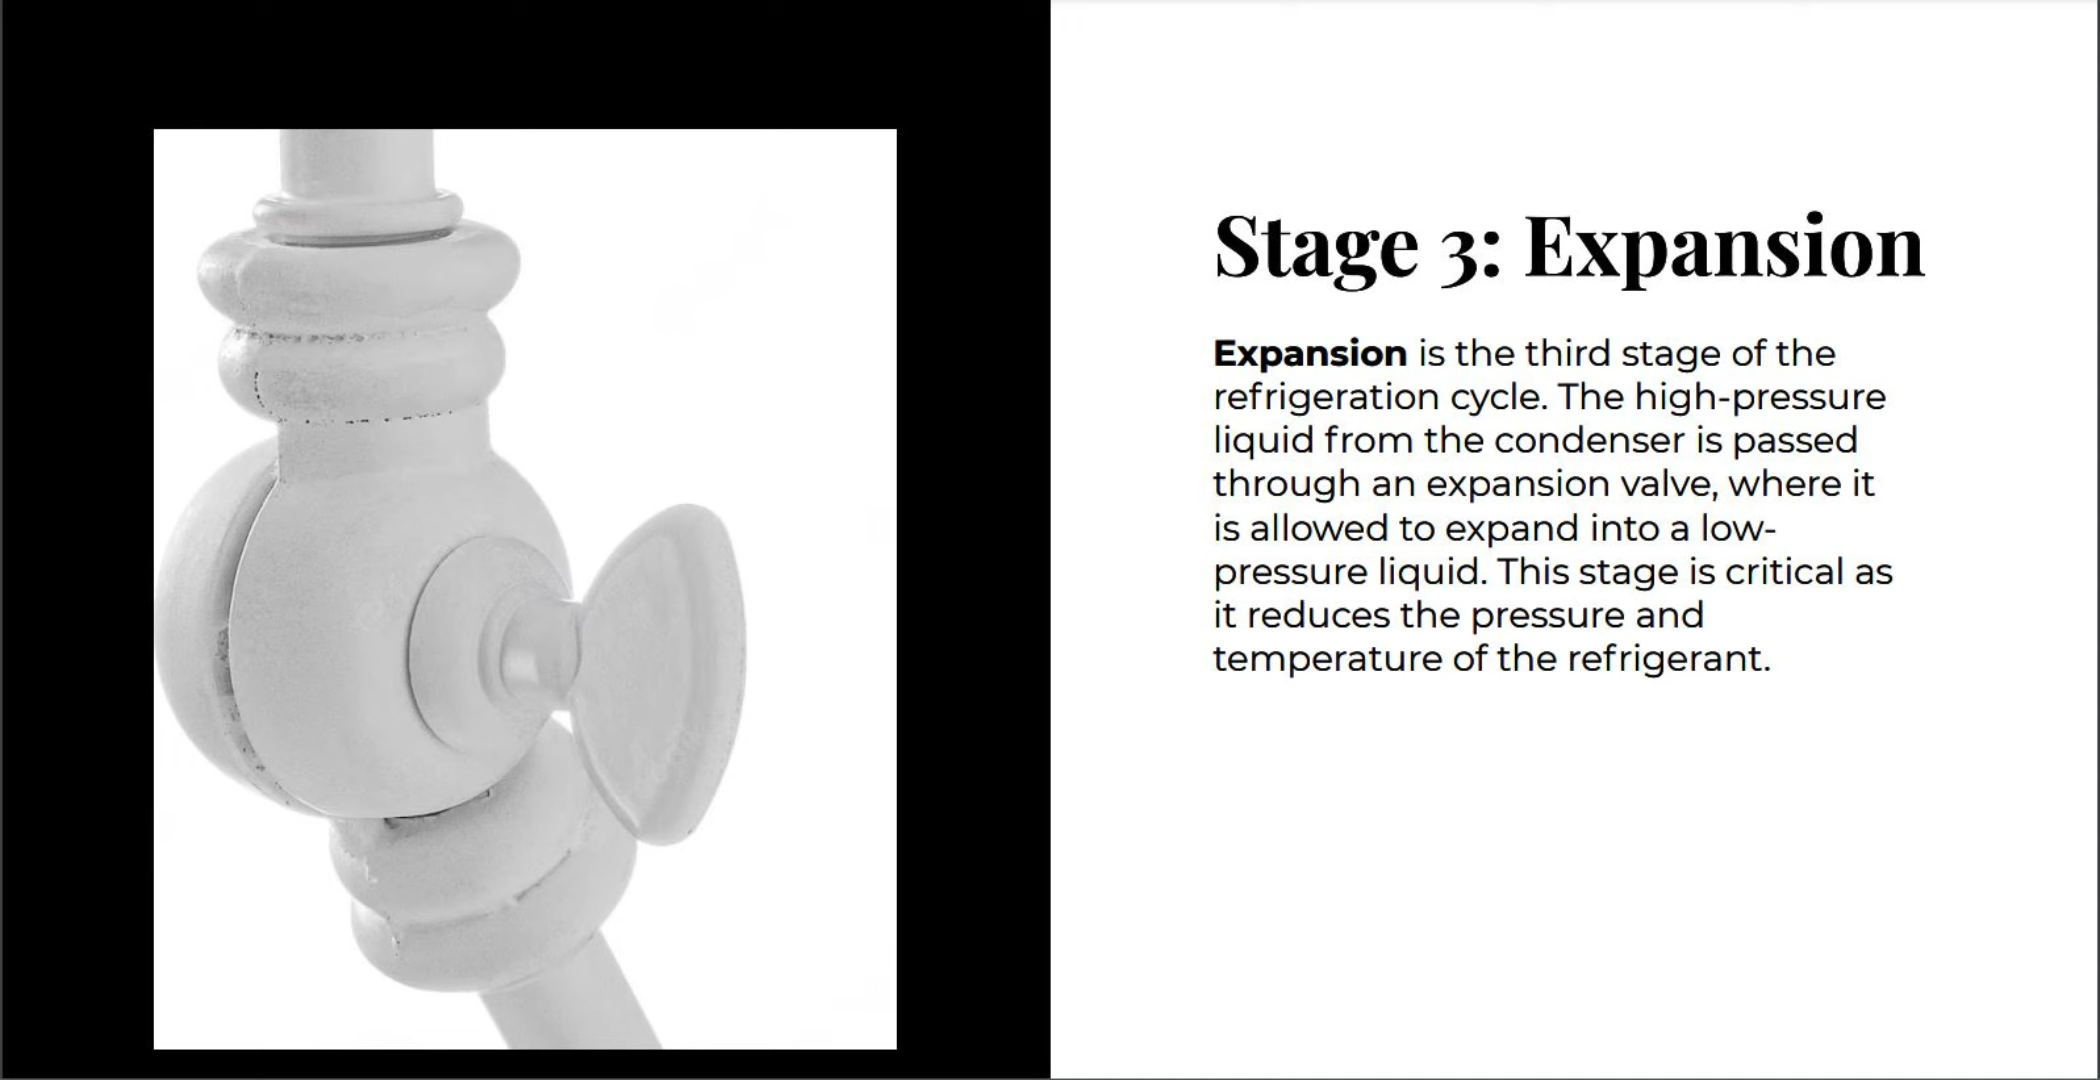 Stage 3: Expansion
Expansion is the third stage of the
refrigeration cycle. The high-pressure
liquid from the condenser is passed
through an expansion valve, where it
is allowed to expand into a low-
pressure liquid. This stage is critical as
it reduces the pressure and
temperature of the refrigerant.